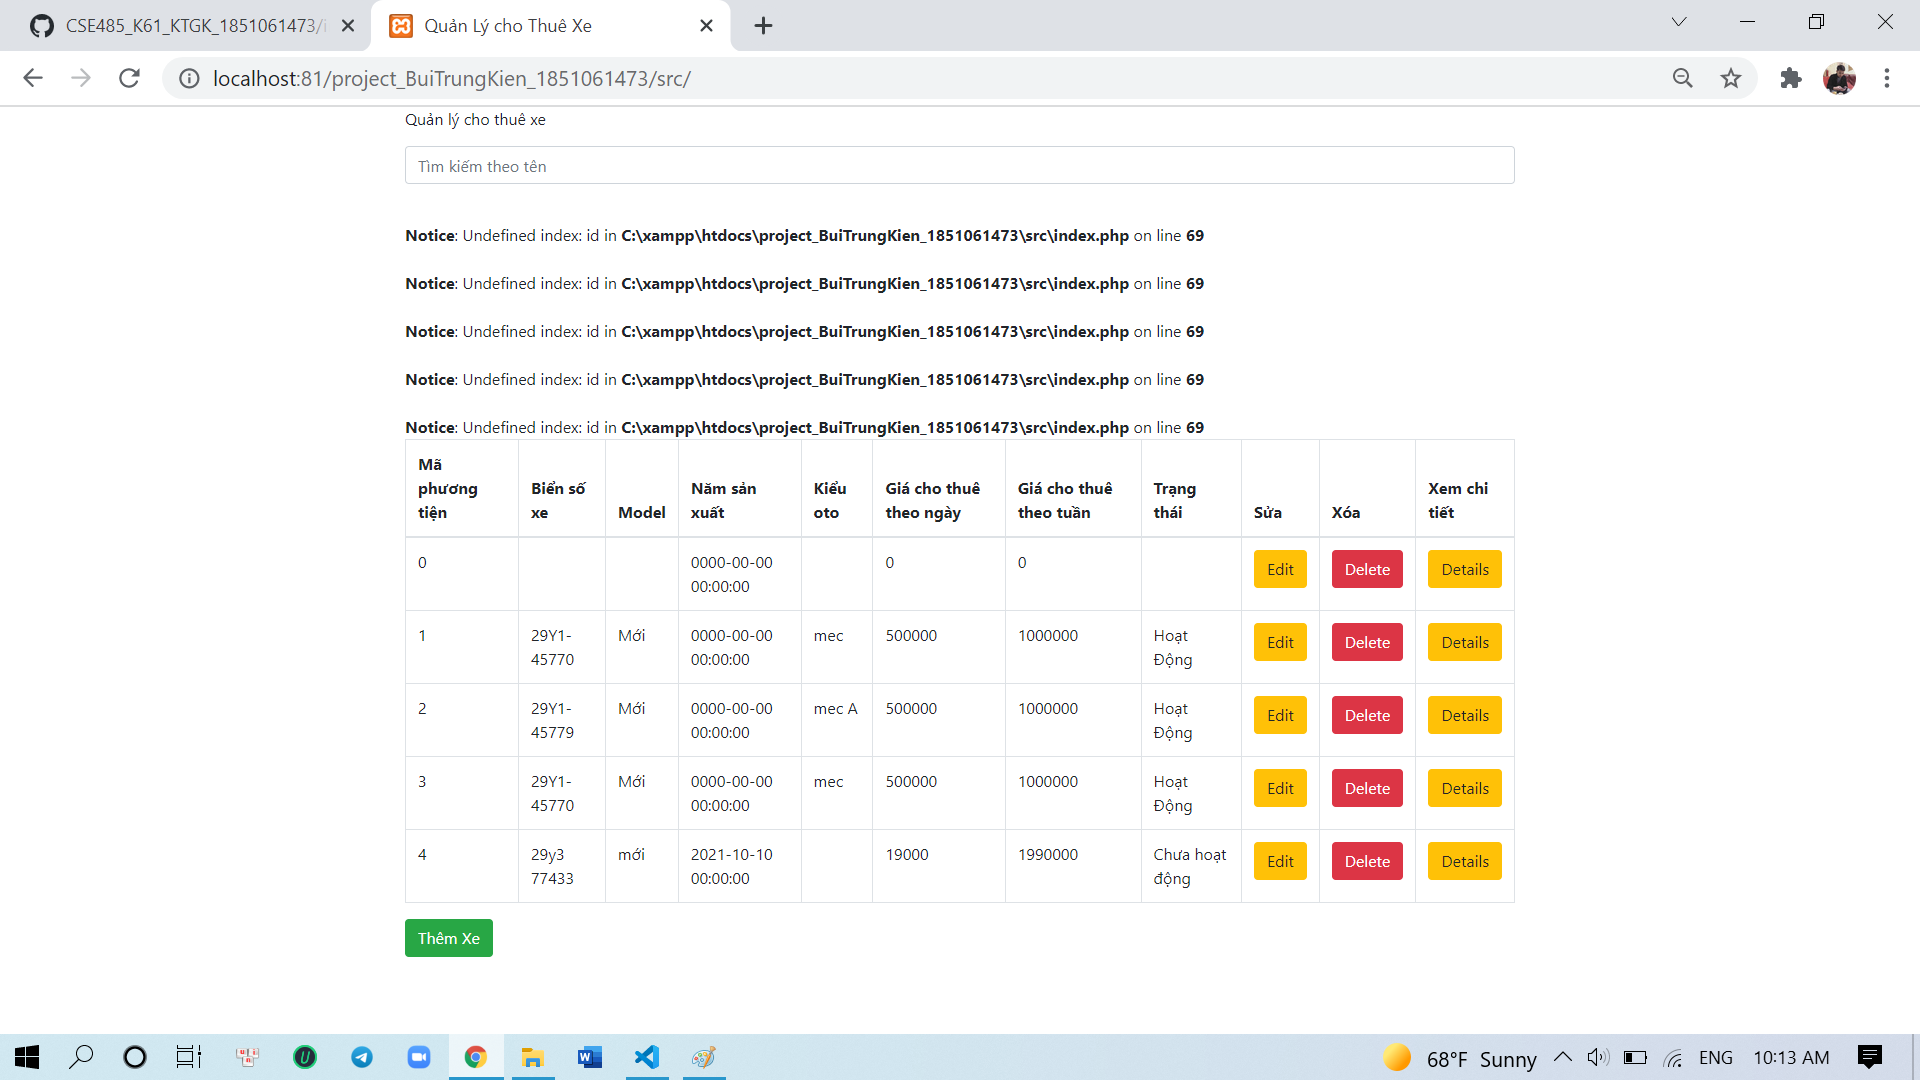 CSE485_K61_KTGK_1851061473/i
Quản Lý cho Thuê Xe
localhost:81/project_BuiTrungKien_1851061473/src/
Quản lý cho thuê xe
Tìm kiếm theo tên
Notice: Undefined index: id in C:\xampp\htdocs\project_BuiTrungKien_1851061473\src\index.php on line 69
Notice: Undefined index: id in C:\xampp\htdocs\project_BuiTrungKien_1851061473\src\index.php on line 69
Notice: Undefined index: id in C:\xampp\htdocs\project_BuiTrungKien_1851061473\src\index.php on line 69
Notice: Undefined index: id in C:\xampp\htdocs\project_BuiTrungKien_1851061473\src\index.php on line 69
Notice: Undefined index: id in C:\xampp\htdocs\project_BuiTrungKien_1851061473\src\index.php on line 69
Mã phương tiện Biển số xe Model Năm sản xuất Kiểu oto Giá cho thuê theo ngày Giá cho thuê theo tuần Trạng thái Sửa Xóa Xem chi tiết
0 0000-00-00 00:00:00 0 0 Edit Delete Details
1 29Y1-45770 Mới 0000-00-00 00:00:00 mec 500000 1000000 Hoạt Động Edit Delete Details
2 29Y1-45779 Mới 0000-00-00 00:00:00 mec A 500000 1000000 Hoạt Động Edit Delete Details
3 29Y1-45770 Mới 0000-00-00 00:00:00 mec 500000 1000000 Hoạt Động Edit Delete Details
4 29y3 77433 mới 2021-10-10 00:00:00 19000 1990000 Chưa hoạt động Edit Delete Details
Thêm Xe
68°F Sunny ENG 10:13 AM